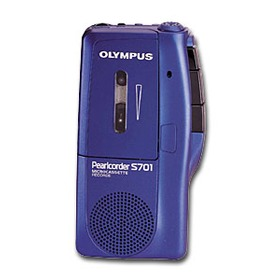 OLYMPUS
Pearlcorder S701
MICROCASSETTE
RECORDER